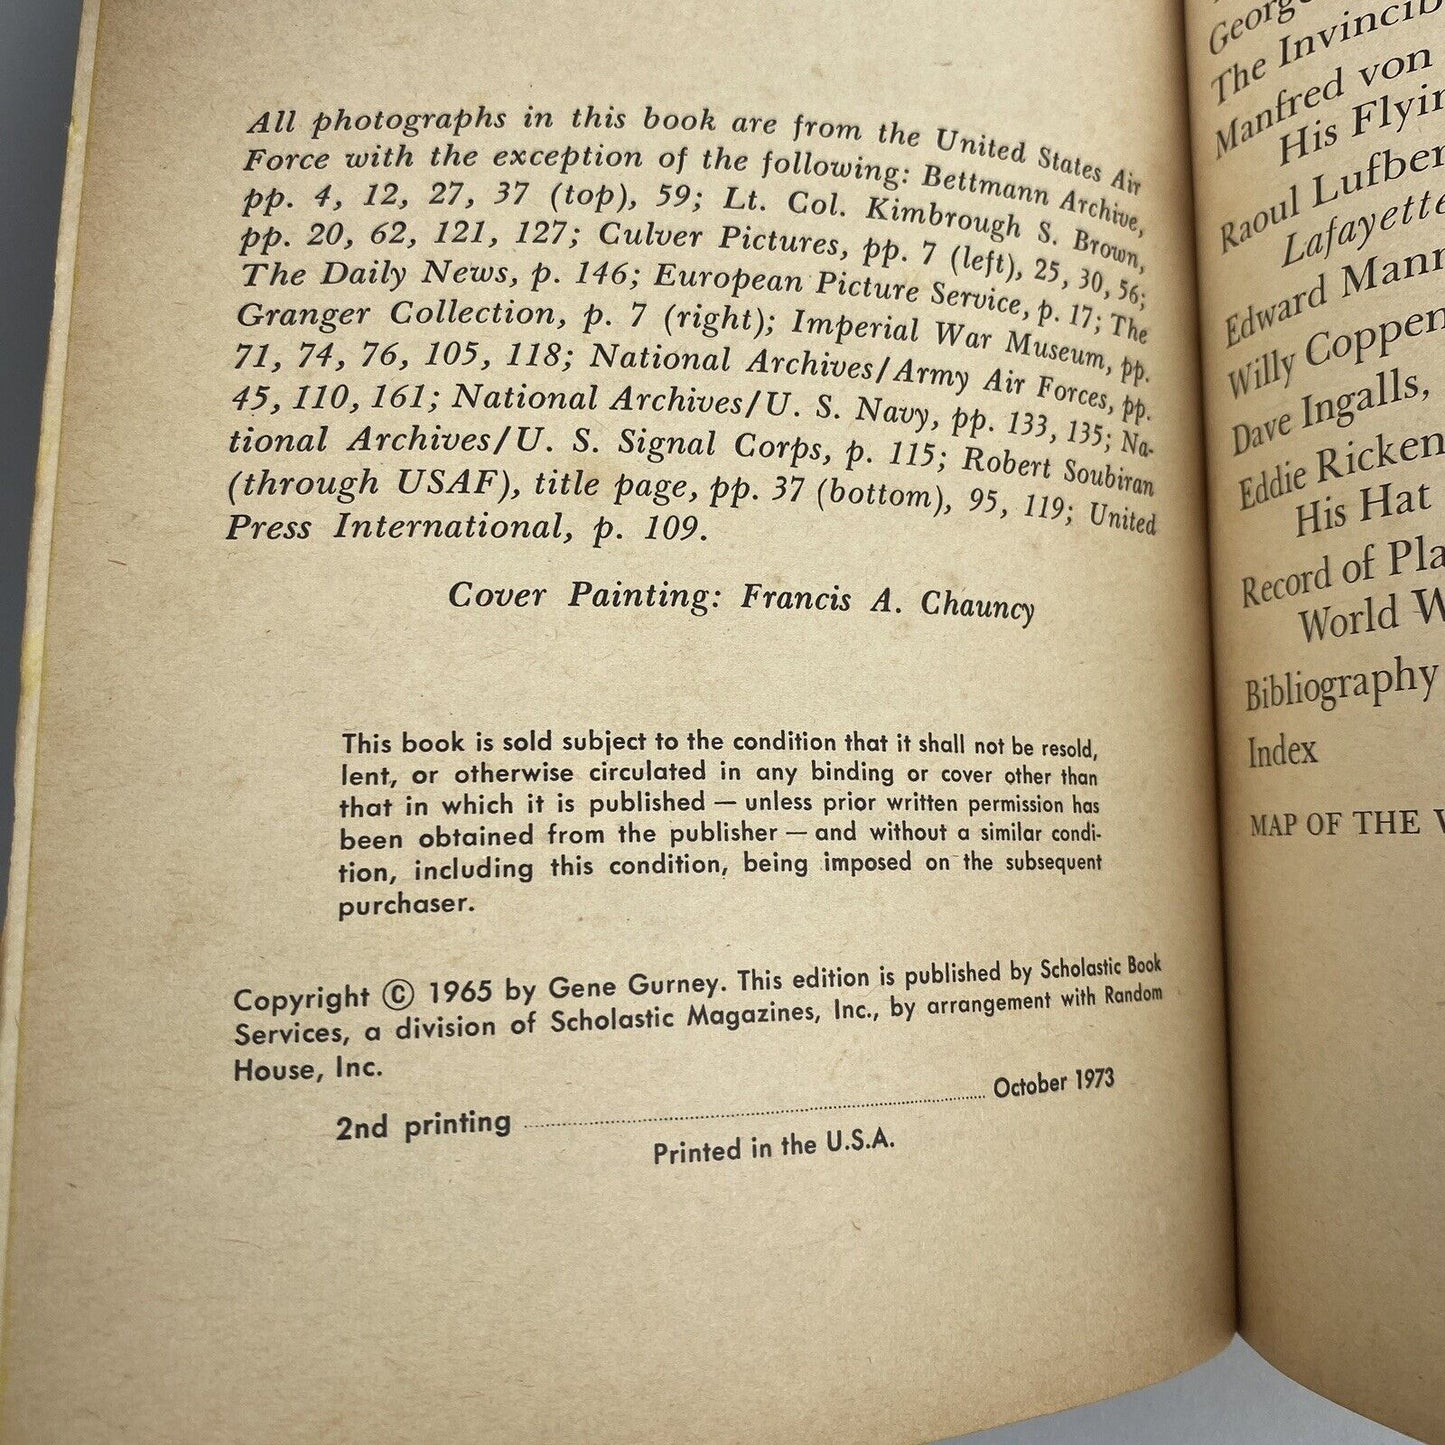 All photographs in this book are from the United States Air
Force with the exception of the following: Bettmann Archive,
pp. 4, 12, 27, 37 (top), 59; Lt. Col. Kimbrough S. Brown,
pp. 20, 62, 121, 127; Culver Pictures, pp. 7 (left), 25, 30, 56;
The Daily News, p. 146; European Picture Service, p. 17; The
Granger Collection, p. 7 (right); Imperial War Museum, pp.
71, 74, 76, 105, 118; National Archives/Army Air Forces, pp.
45, 110, 161; National Archives/U. S. Navy, pp. 133, 135; Na-
tional Archives/U. S. Signal Corps, p. 115; Robert Soubiran
(through USAF), title page, pp. 37 (bottom), 95, 119; United
Press International, p. 109.
Cover Painting: Francis A. Chauncy
This book is sold subject to the condition that it shall not be resold,
lent, or otherwise circulated in any binding or cover other than
that in which it is published — unless prior written permission has
been obtained from the publisher — and without a similar condi-
tion, including this condition, being imposed on the subsequent
purchaser.
Copyright © 1965 by Gene Gurney. This edition is published by Scholastic Book
Services, a division of Scholastic Magazines, Inc., by arrangement with Random
House, Inc.
2nd printing ........................ October 1973
Printed in the U.S.A.
The
Manfred von
His
Raoul
Edward
Willy
Dave Ingalls,
Eddie
His Hat
Record of
World
Bibliography
Index
MAP OF THE